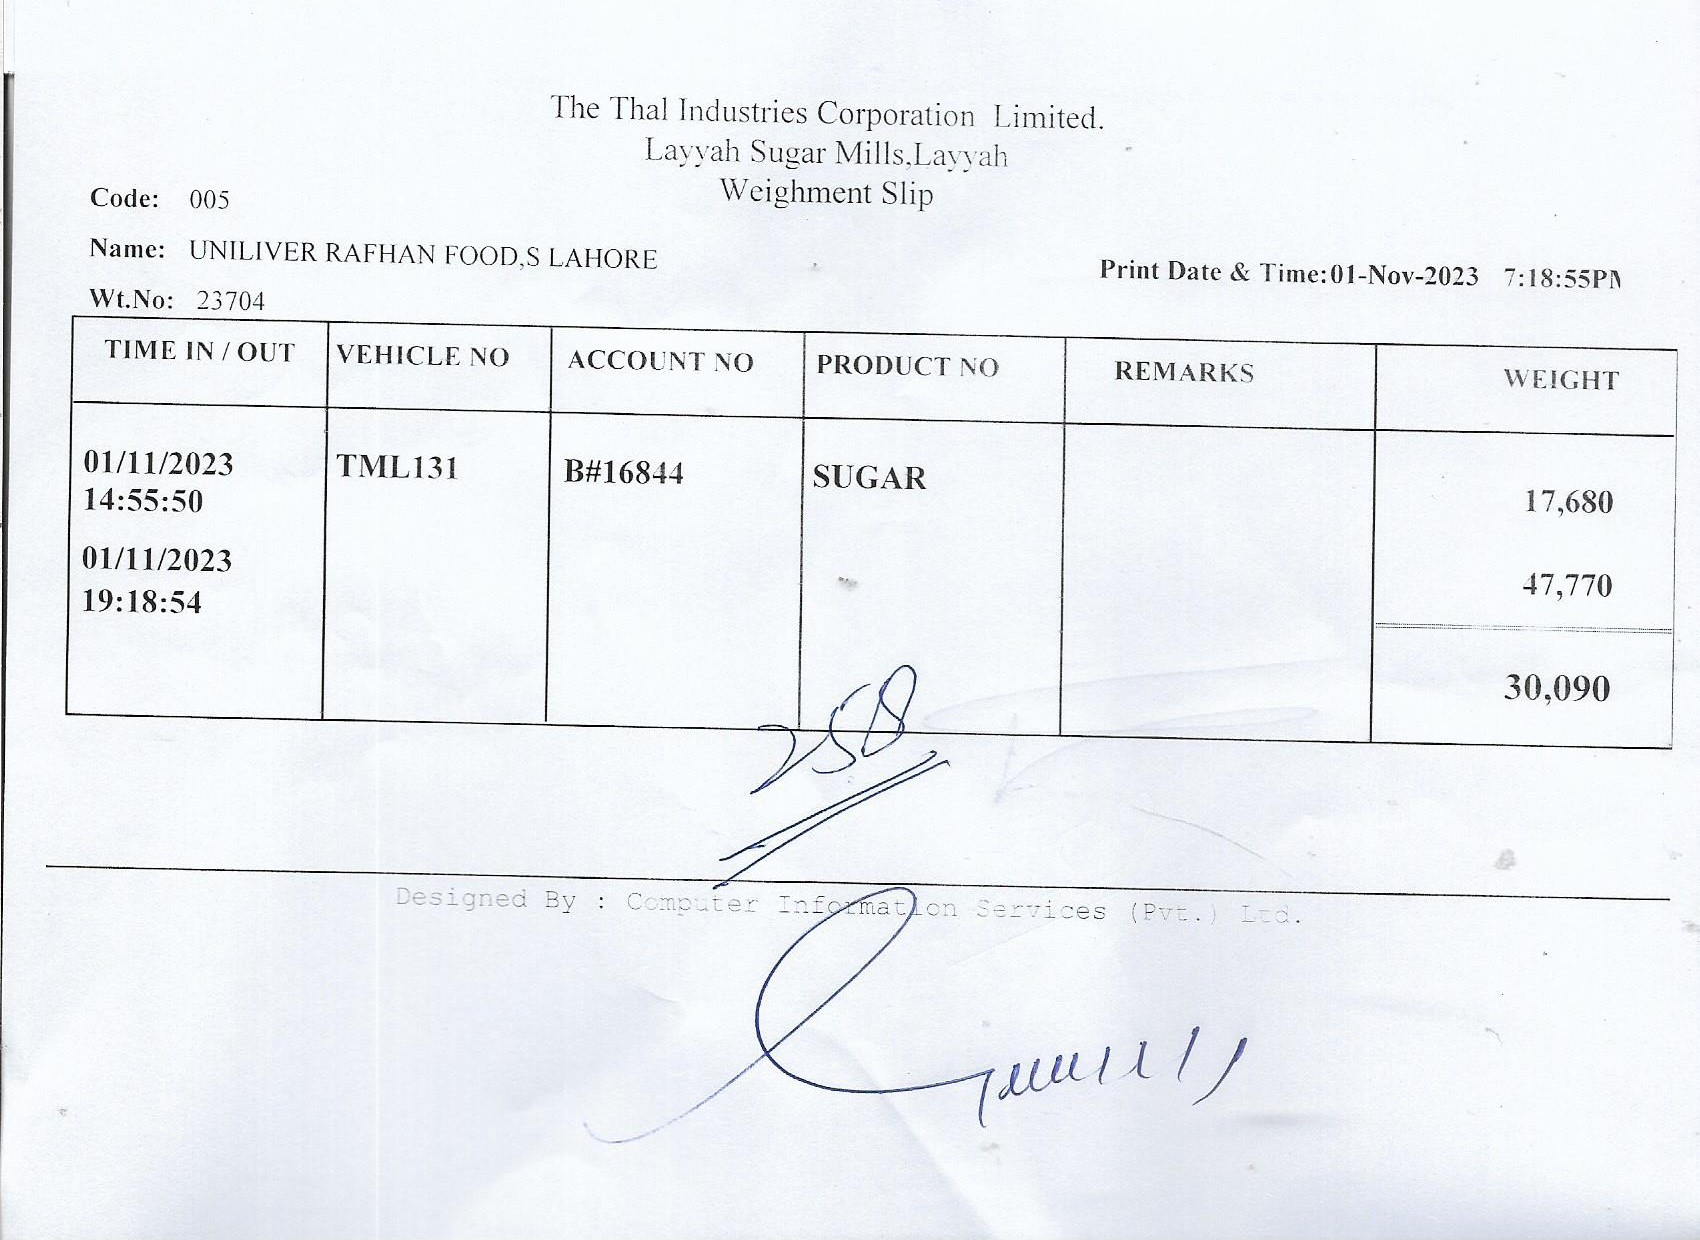 The Thal Industries Corporation Limited.
Layyah Sugar Mills,Layyah
Weighment Slip
Code: 005
Name: UNILIVER RAFHAN FOOD,S LAHORE
Print Date & Time:01-Nov-2023 7:18:55PM
Wt.No: 23704
TIME IN / OUT VEHICLE NO ACCOUNT NO PRODUCT NO REMARKS WEIGHT
01/11/2023 TML131 B#16844 SUGAR
14:55:50 17,680
01/11/2023
19:18:54 47,770
30,090
258
Designed By : Computer Information Services (Pvt.) Ltd.